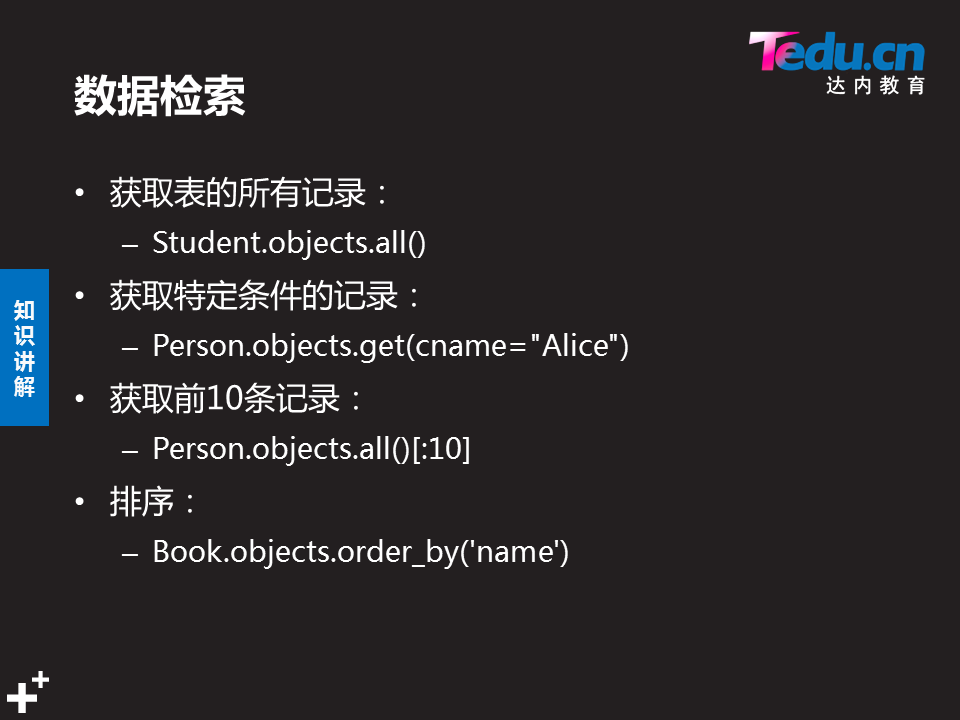 Tedu.cn
达内教育
数据检索
• 获取表的所有记录：
– Student.objects.all()
• 获取特定条件的记录：
– Person.objects.get(cname="Alice")
• 获取前10条记录：
– Person.objects.all()[:10]
• 排序：
– Book.objects.order_by('name')
知识讲解